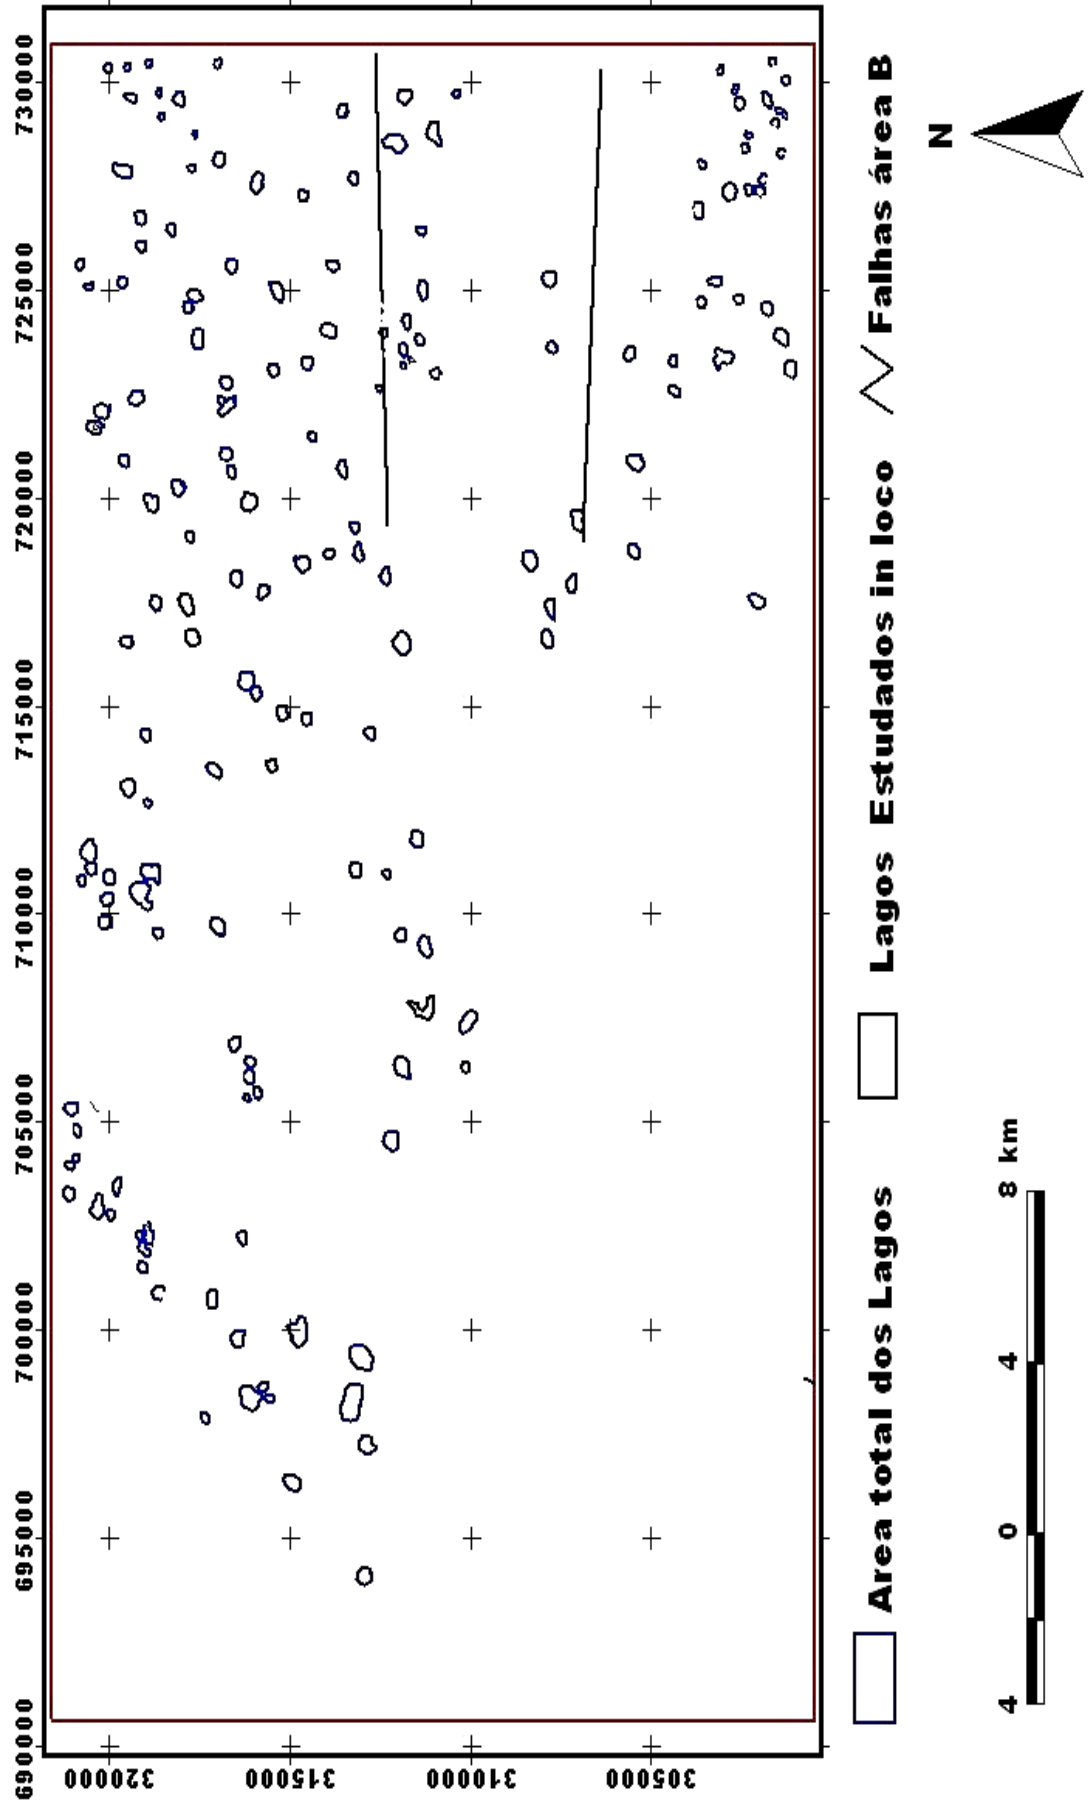 690000 695000 700000 705000 710000 715000 720000 725000 730000
320000
315000
310000
305000
Area total dos Lagos
Lagos Estudados in loco
Falhas área B
4 0 4 8 km
N